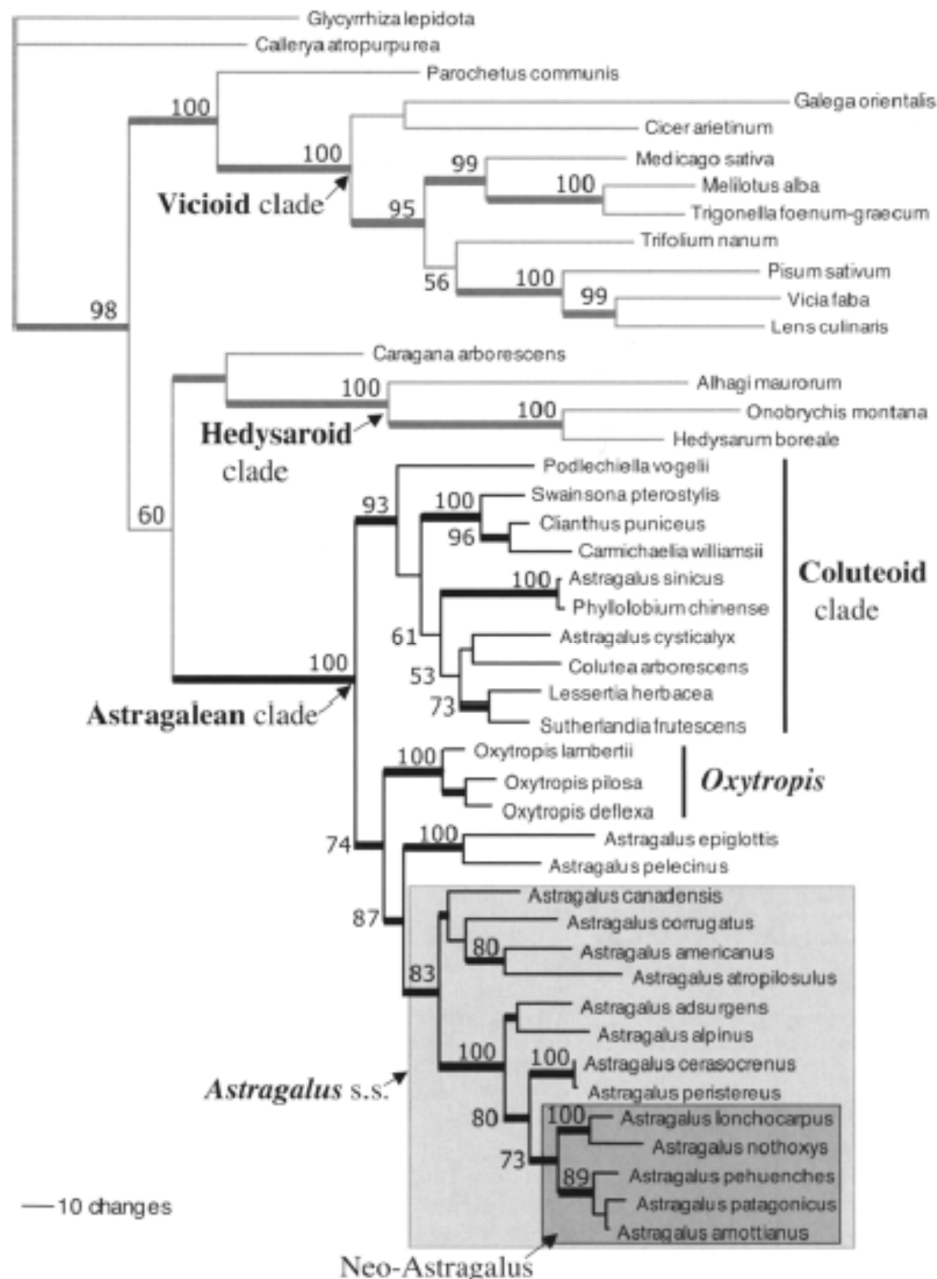 Glycyrrhiza lepidota
Callerya atropurpurea
Parochetus communis
100
Galega orientalis
Cicer arietinum
100
Medicago sativa
99
Vicioid clade
Melilotus alba
100
Trigonella foenum-graecum
95
Trifolium nanum
56
Pisum sativum
100
Vicia faba
99
Lens culinaris
98
Caragana arborescens
Alhagi maurorum
100
Onobrychis montana
100
Hedysaroid
clade
Hedysarum boreale
Podlechiella vogelii
93
Swainsona pterostylis
100
60
Clianthus puniceus
96
Carmichaelia williamsii
Coluteoid
clade
Astragalus sinicus
100
Phyllolobium chinense
61
Astragalus cysticalyx
Colutea arborescens
53
100
Lessertia herbacea
73
Astragalean clade
Sutherlandia frutescens
Oxytropis lambertii
100
Oxytropis pilosa
Oxytropis
Oxytropis deflexa
74
Astragalus epiglottis
100
Astragalus pelecinus
Astragalus canadensis
87
Astragalus corrugatus
80
Astragalus americanus
83
Astragalus atropilosulus
Astragalus adsurgens
Astragalus alpinus
100
100
Astragalus cerasocrenus
Astragalus s.s.
Astragalus peristereus
80
100
Astragalus lonchocarpus
Astragalus nothoxys
73
89
Astragalus pehuenches
Astragalus patagonicus
10 changes
Astragalus arnottianus
Neo-Astragalus